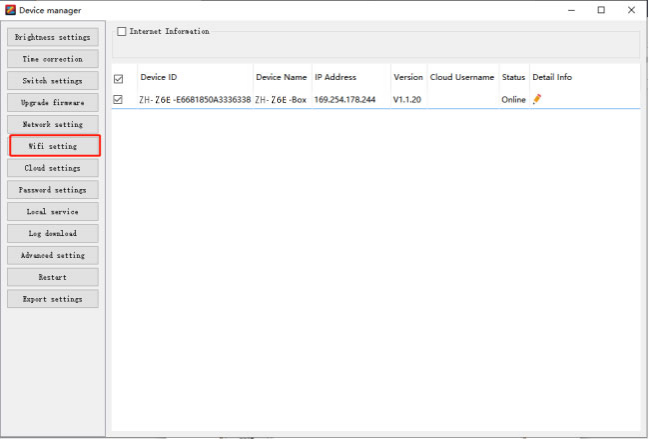 Device manager
Brightness settings
Time correction
Switch settings
Upgrade firmware
Network setting
Wifi setting
Cloud settings
Password settings
Local service
Log download
Advanced setting
Restart
Export settings
Internet Information
Device ID Device Name IP Address Version Cloud Username Status Detail Info
ZH-Z6E-E6681850A3336338 ZH-Z6E-Box 169.254.178.244 V1.1.20 Online